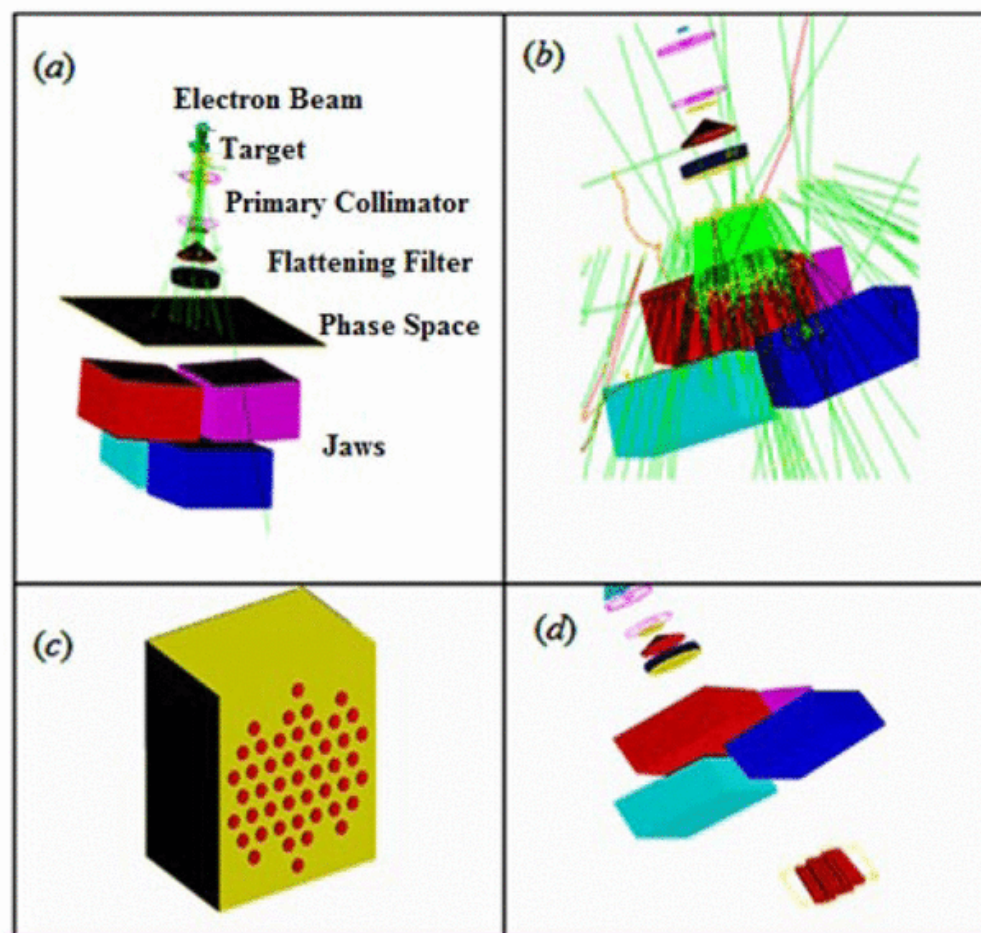 (a)
Electron Beam
Target
Primary Collimator
Flattening Filter
Phase Space
Jaws
(b)
(c)
(d)